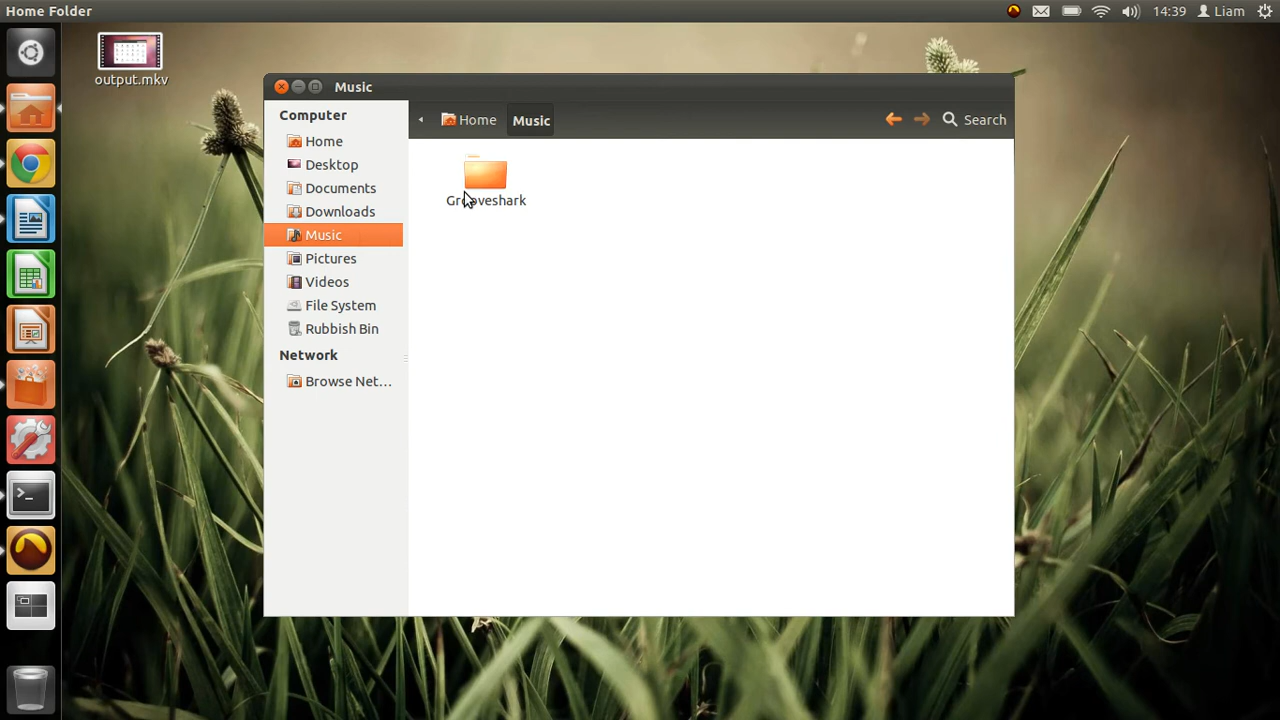 Home Folder
14:39 Liam
output.mkv
Music
Computer
Home
Desktop
Documents
Downloads
Music
Pictures
Videos
File System
Rubbish Bin
Network
Browse Net...
Home Music Search
Grooveshark